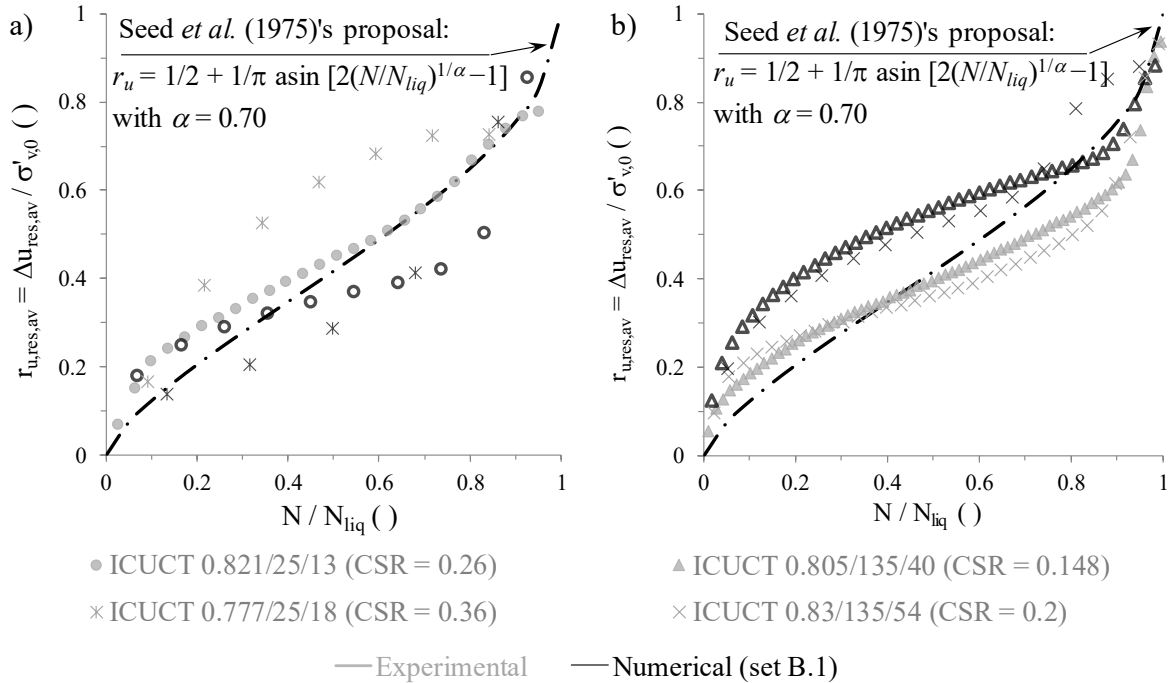 a)
Seed et al. (1975)'s proposal:
r_u = 1/2 + 1/π asin [2(N/N_liq)^{1/α}−1]
with α = 0.70
r_{u,res,av} = Δu_{res,av} / σ'_{v,0} ( )
1
0.8
0.6
0.4
0.2
0
0 0.2 0.4 0.6 0.8 1
N / N_liq ( )
b)
Seed et al. (1975)'s proposal:
r_u = 1/2 + 1/π asin [2(N/N_liq)^{1/α}−1]
with α = 0.70
r_{u,res,av} = Δu_{res,av} / σ'_{v,0} ( )
1
0.8
0.6
0.4
0.2
0
0 0.2 0.4 0.6 0.8 1
N / N_liq ( )
ICUCT 0.821/25/13 (CSR = 0.26)
ICUCT 0.777/25/18 (CSR = 0.36)
ICUCT 0.805/135/40 (CSR = 0.148)
ICUCT 0.83/135/54 (CSR = 0.2)
Experimental
Numerical (set B.1)